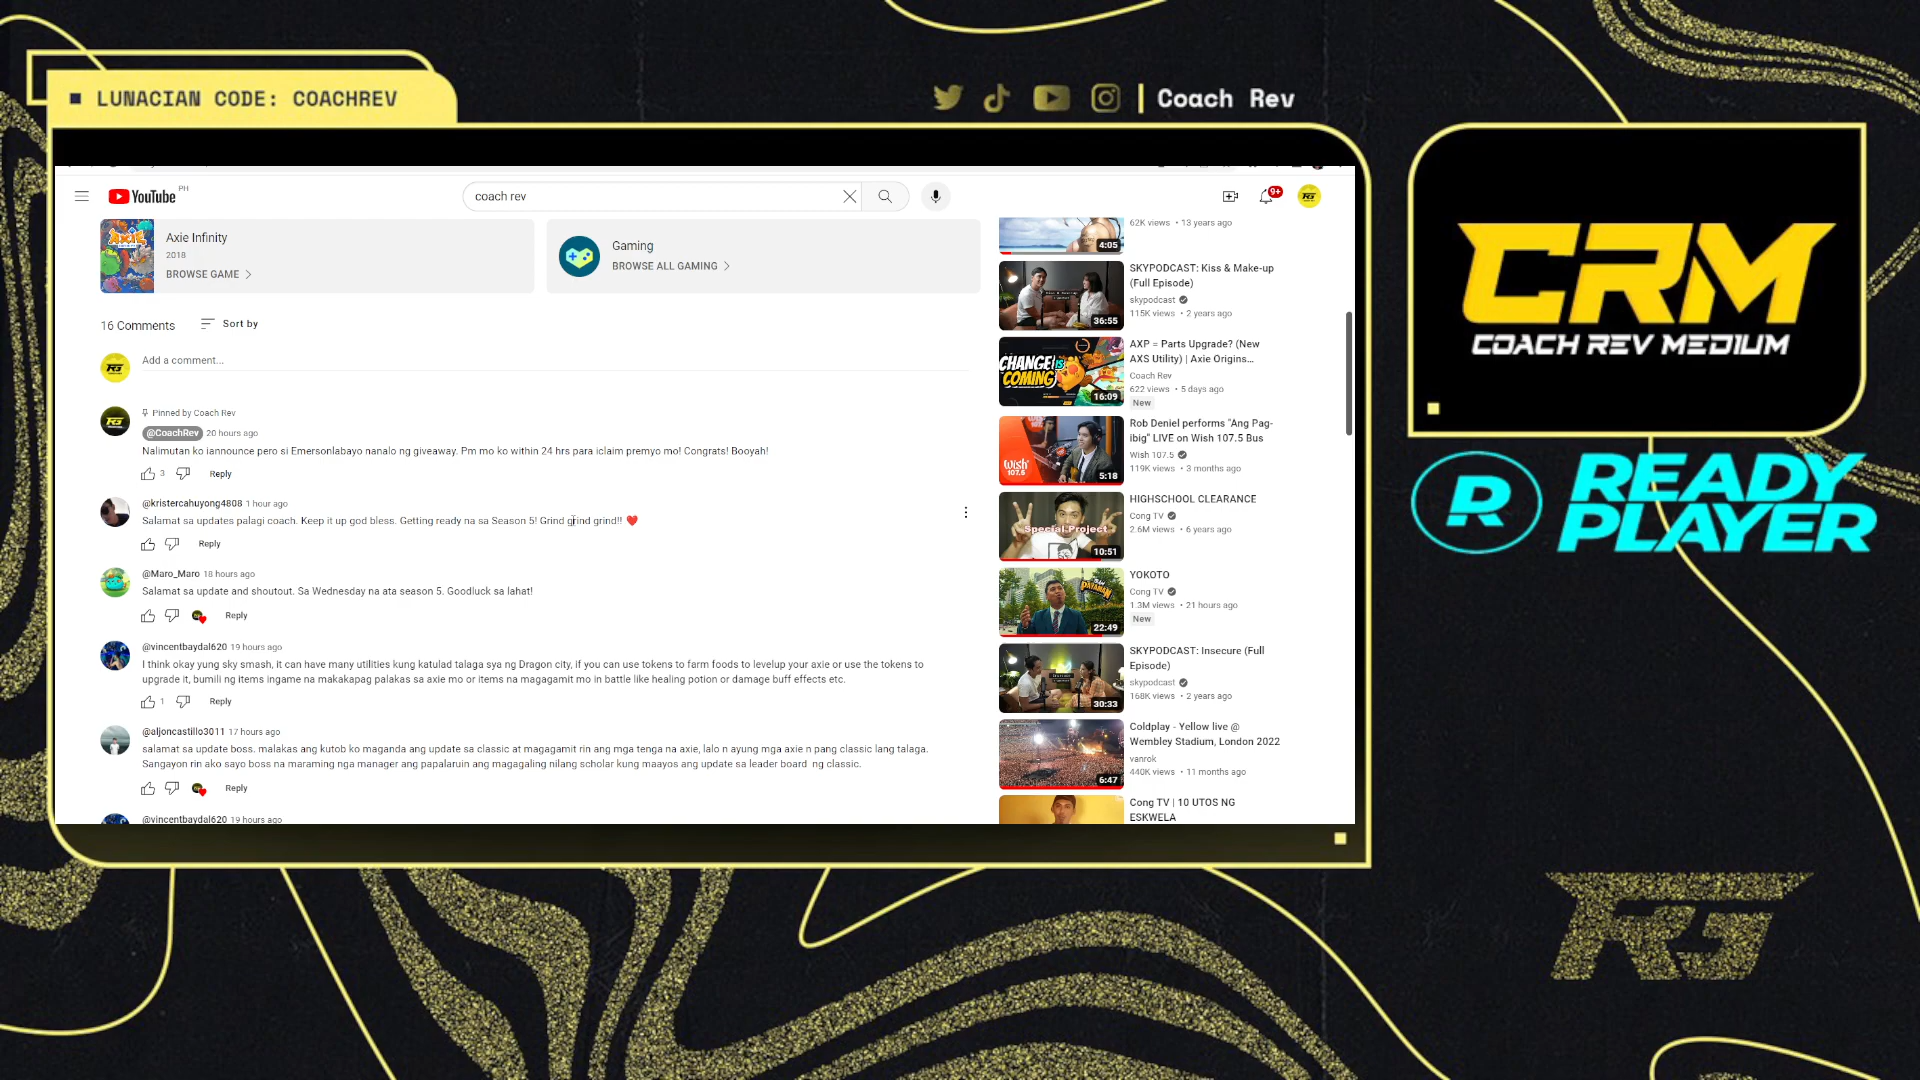 LUNACIAN CODE: COACHREV
Coach Rev
YouTube PH
coach rev
9+
Axie Infinity
2018
BROWSE GAME
Gaming
BROWSE ALL GAMING
16 Comments
Sort by
Add a comment...
Pinned by Coach Rev
@CoachRev 20 hours ago
Nalimutan ko iannounce pero si Emersonlabayo nanalo ng giveaway. Pm mo ko within 24 hrs para iclaim premyo mo! Congrats! Booyah!
3 Reply
@kristercahuyong4808 1 hour ago
Salamat sa updates palagi coach. Keep it up god bless. Getting ready na sa Season 5! Grind grind grind!! ❤️
Reply
@Maro_Maro 18 hours ago
Salamat sa update and shoutout. Sa Wednesday na ata season 5. Goodluck sa lahat!
Reply
@vincentbaydal620 19 hours ago
I think okay yung sky smash, it can have many utilities kung katulad talaga sya ng Dragon city, if you can use tokens to farm foods to levelup your axie or use the tokens to
upgrade it, bumili ng items ingame na makakapag palakas sa axie mo or items na magagamit mo in battle like healing potion or damage buff effects etc.
1 Reply
@aljoncastillo3011 17 hours ago
salamat sa update boss. malakas ang kutob ko maganda ang update sa classic at magagamit rin ang mga tenga na axie, lalo n ayung mga axie n pang classic lang talaga.
Sangayon rin ako sayo boss na maraming nga manager ang papalaruin ang magagaling nilang scholar kung maayos ang update sa leader board ng classic.
Reply
@vincentbaydal620 19 hours ago
62K views • 13 years ago
4:05
SKYPODCAST: Kiss & Make-up
(Full Episode)
skypodcast
115K views • 2 years ago
36:55
AXP = Parts Upgrade? (New
AXS Utility) | Axie Origins...
Coach Rev
622 views • 5 days ago
New
CHANGE IS
COMING
16:09
Rob Deniel performs "Ang Pag-
ibig" LIVE on Wish 107.5 Bus
Wish 107.5
119K views • 3 months ago
wish
107.5
5:18
HIGHSCHOOL CLEARANCE
Cong TV
2.6M views • 6 years ago
Special Project
10:51
YOKOTO
Cong TV
1.3M views • 21 hours ago
New
22:49
SKYPODCAST: Insecure (Full
Episode)
skypodcast
168K views • 2 years ago
30:33
Coldplay - Yellow live @
Wembley Stadium, London 2022
vanrok
440K views • 11 months ago
6:47
Cong TV | 10 UTOS NG
ESKWELA
CRM
COACH REV MEDIUM
R READY
PLAYER